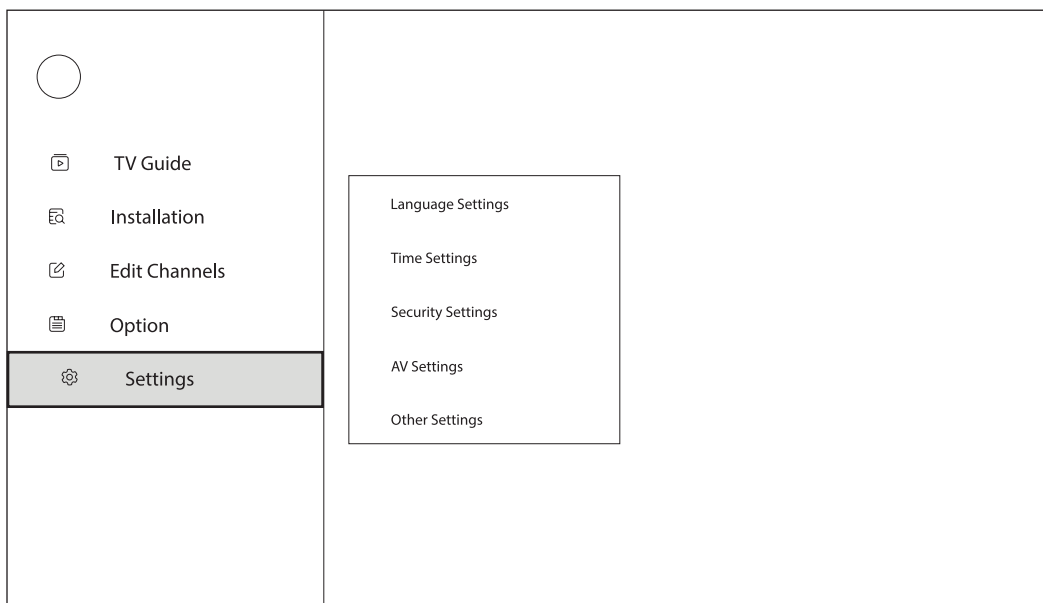 TV Guide
Installation
Edit Channels
Option
Settings
Language Settings
Time Settings
Security Settings
AV Settings
Other Settings